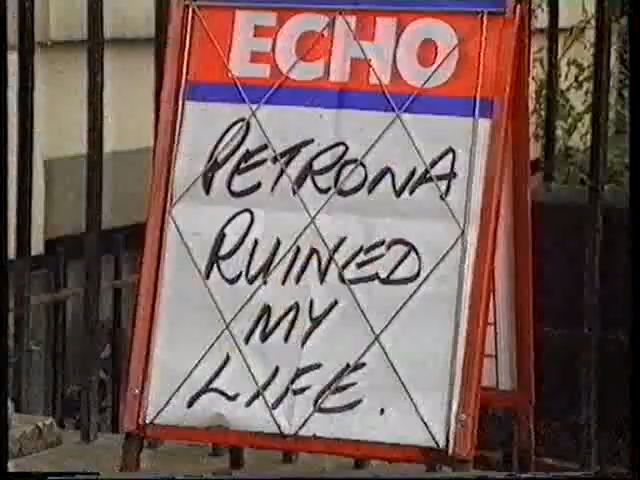 ECHO
PETRONA
RUINED
MY
LIFE.